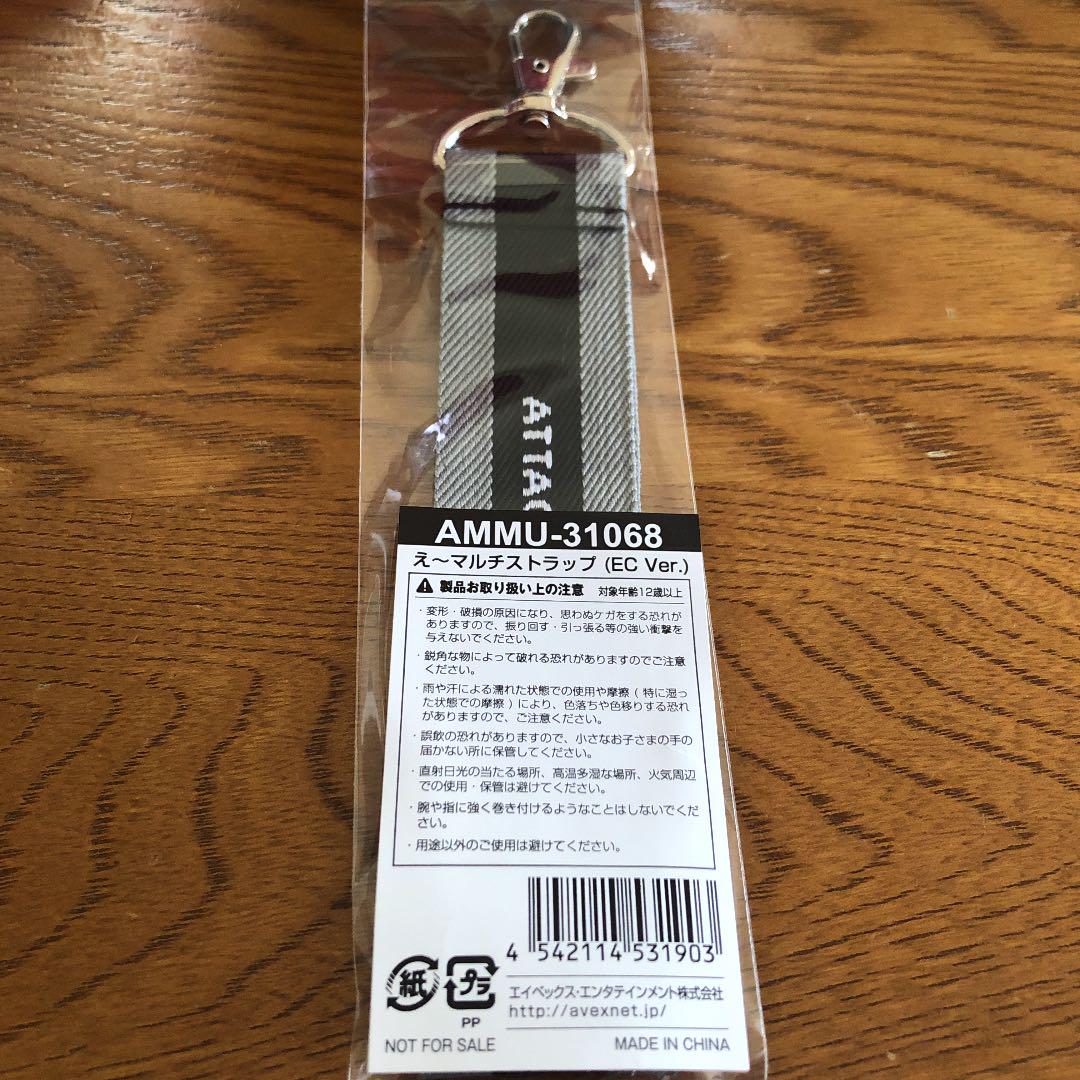 ATTAC
AMMU-31068
え～マルチストラップ (EC Ver.)
製品お取り扱い上の注意 対象年齢12歳以上
・変形・破損の原因になり、思わぬケガをする恐れが
ありますので、振り回す・引っ張る等の強い衝撃を
与えないでください。
・鋭角な物によって破れる恐れがありますのでご注意
ください。
・雨や汗による濡れた状態での使用や摩擦 ( 特に湿っ
た状態での摩擦 ) により、色落ちや色移りする恐れ
がありますので、ご注意ください。
・誤飲の恐れがありますので、小さなお子さまの手の
届かない所に保管してください。
・直射日光の当たる場所、高温多湿な場所、火気周辺
での使用・保管は避けてください。
・腕や指に強く巻き付けるようなことはしないでくだ
さい。
・用途以外のご使用は避けてください。
4 542114 531903
紙 プラ
PP
エイベックス・エンタテインメント株式会社
http://avexnet.jp/
NOT FOR SALE MADE IN CHINA